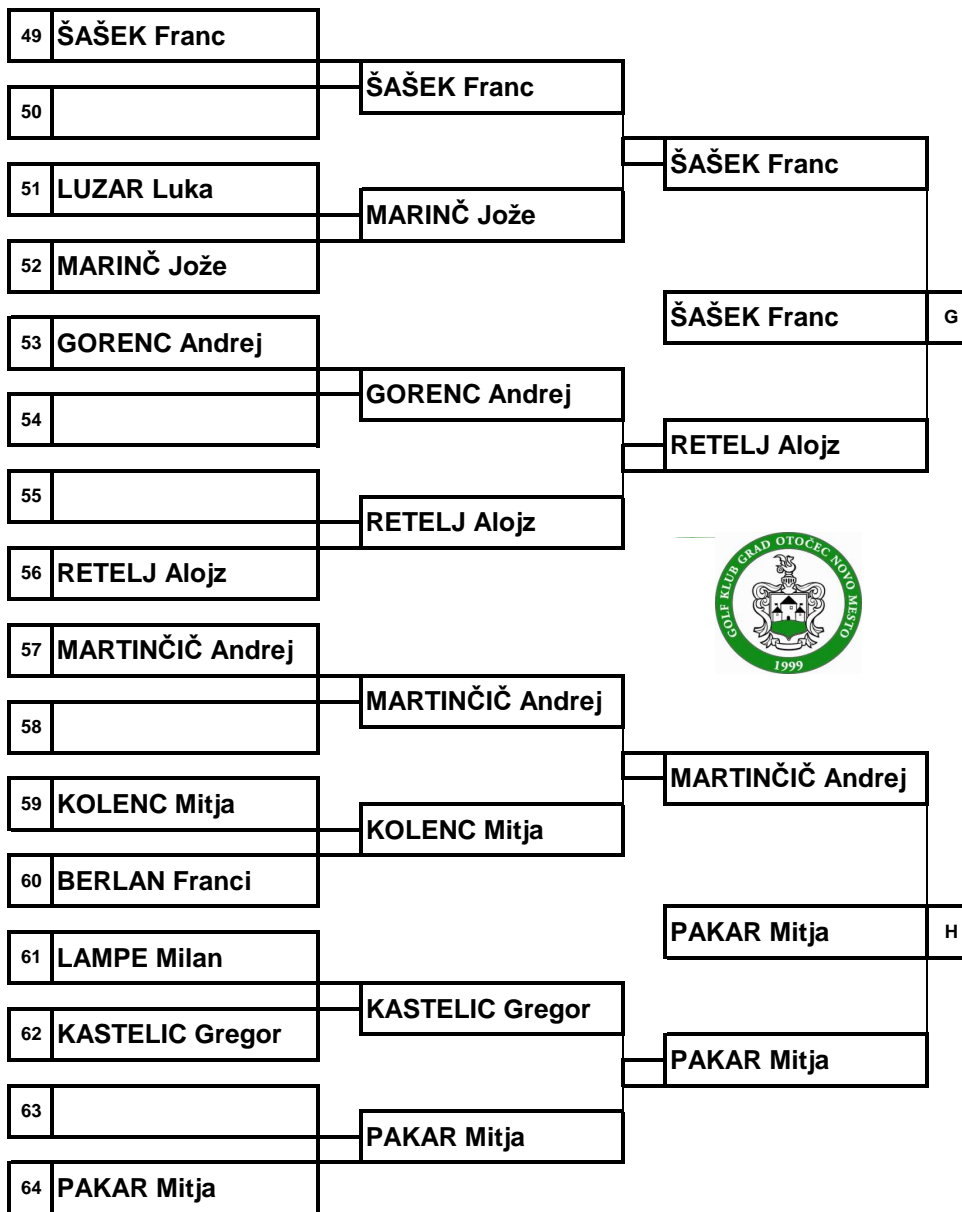 49 ŠAŠEK Franc
ŠAŠEK Franc
50
ŠAŠEK Franc
51 LUZAR Luka
MARINČ Jože
52 MARINČ Jože
ŠAŠEK Franc G
53 GORENC Andrej
GORENC Andrej
54
RETELJ Alojz
55
RETELJ Alojz
56 RETELJ Alojz
GOLF KLUB GRAD OTOČEC NOVO MESTO
1999
57 MARTINČIČ Andrej
MARTINČIČ Andrej
58
MARTINČIČ Andrej
59 KOLENC Mitja
KOLENC Mitja
60 BERLAN Franci
PAKAR Mitja H
61 LAMPE Milan
KASTELIC Gregor
62 KASTELIC Gregor
PAKAR Mitja
63
PAKAR Mitja
64 PAKAR Mitja